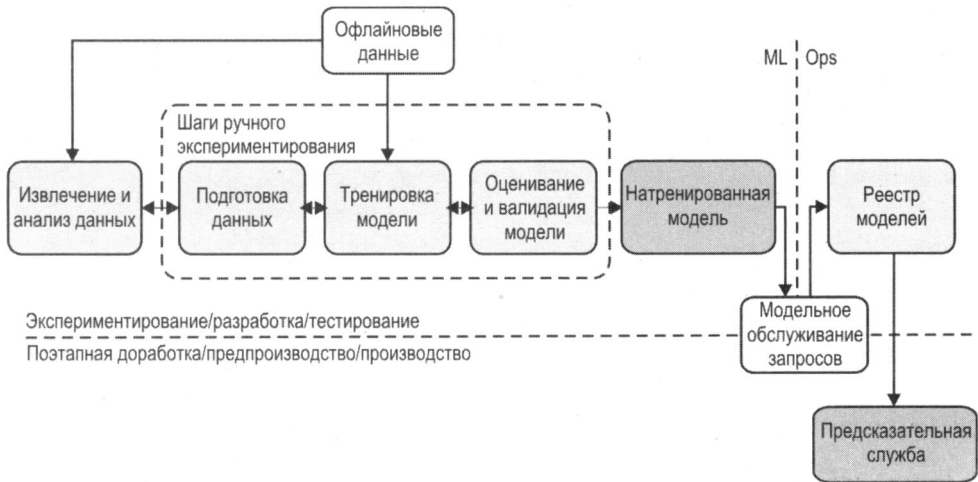 Офлайновые
данные
ML
Ops
Шаги ручного
экспериментирования
Извлечение и
анализ данных
Подготовка
данных
Тренировка
модели
Оценивание
и валидация
модели
Натренированная
модель
Реестр
моделей
Экспериментирование/разработка/тестирование
Модельное
обслуживание
запросов
Поэтапная доработка/предпроизводство/производство
Предсказательная
служба